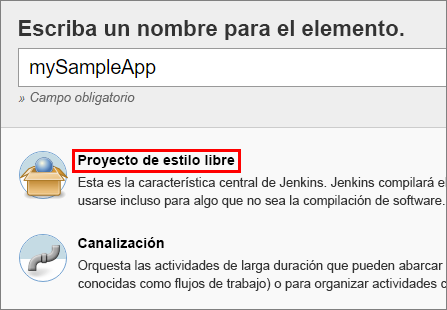 Escriba un nombre para el elemento.
mySampleApp
» Campo obligatorio
Proyecto de estilo libre
Esta es la característica central de Jenkins. Jenkins compilará el
usarse incluso para algo que no sea la compilación de software.
Canalización
Orquesta las actividades de larga duración que pueden abarcar
conocidas como flujos de trabajo) o para organizar actividades c